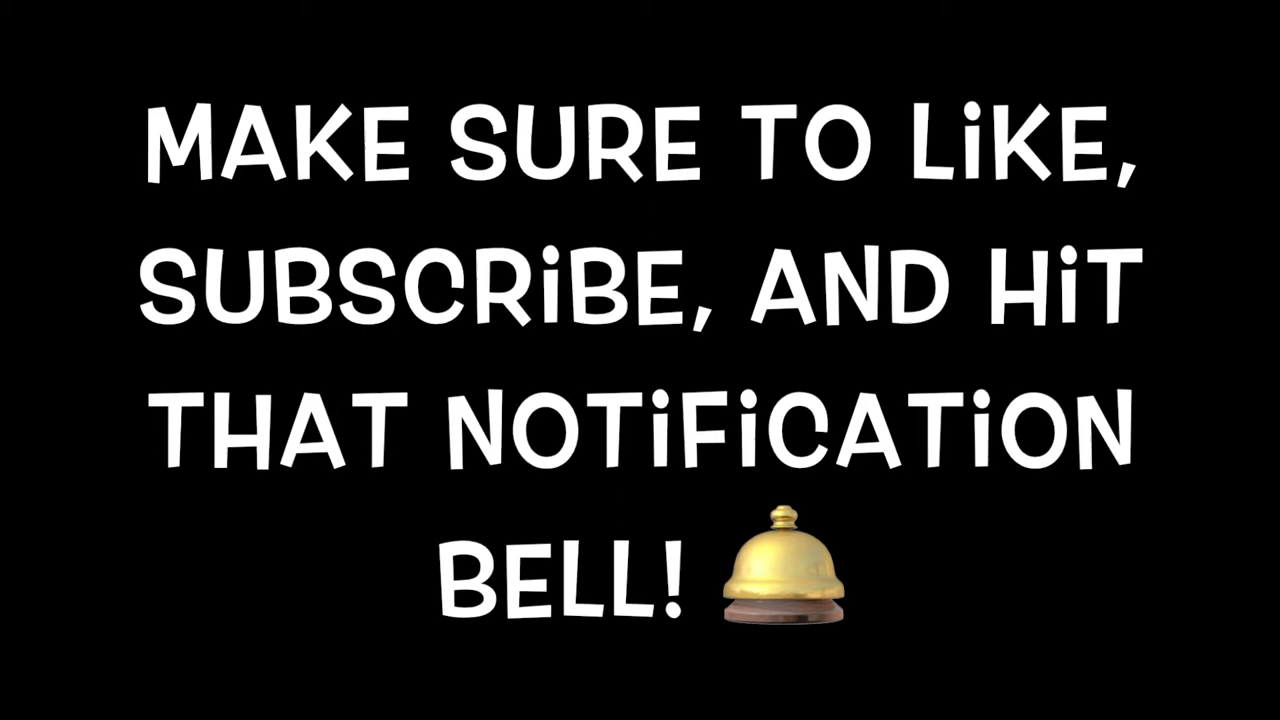 MAKE SURE TO LiKE,
SUBSCRiBE, AND HiT
THAT NOTiFiCATiON
BELL! 🛎️